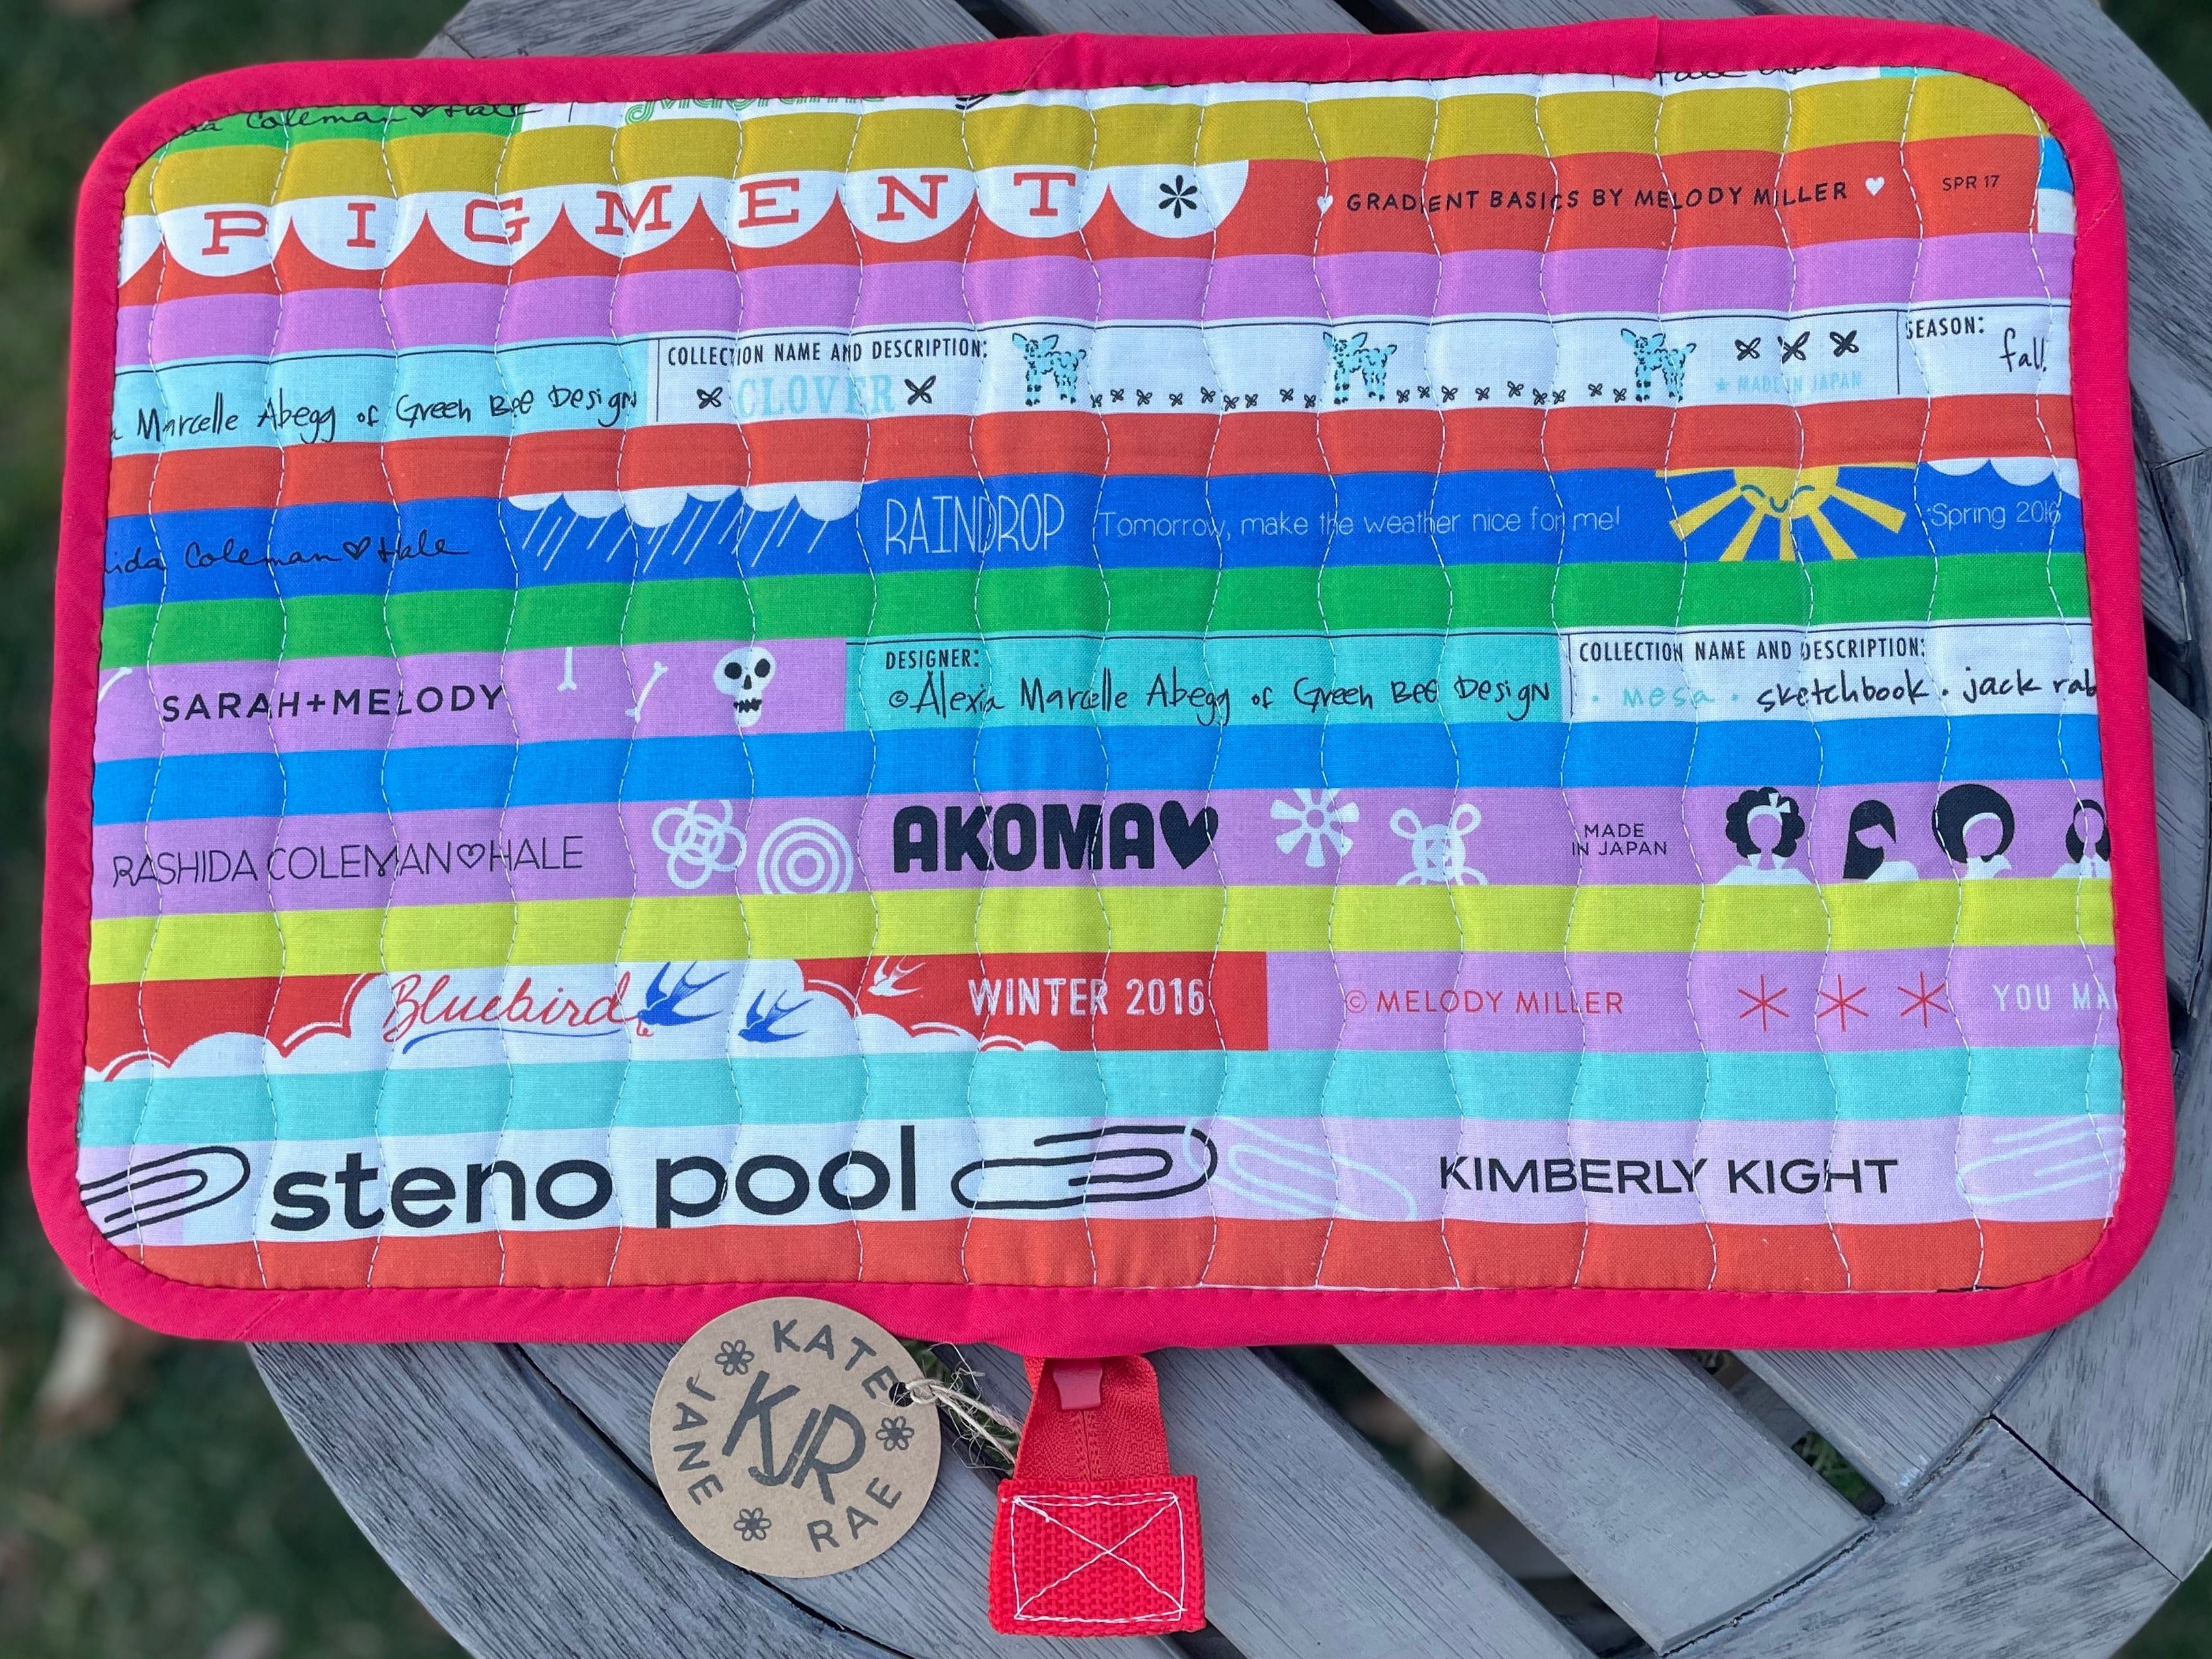 Coleman♡Hale
PIGMENT* ♥ GRADIENT BASICS BY MELODY MILLER ♥ SPR 17
COLLECTION NAME AND DESCRIPTION: SEASON:
Marcelle Abegg of Green Bee Design CLOVER ★ MADE IN JAPAN fall
Coleman♡Hale RAINDROP Tomorrow, make the weather nice for me! Spring 2016
DESIGNER: COLLECTION NAME AND DESCRIPTION:
SARAH+MELODY ©Alexia Marcelle Abegg of Green Bee Design · mesa · sketchbook · jack rab
RASHIDA COLEMAN♡HALE AKOMA♥ MADE
IN JAPAN
Bluebird WINTER 2016 © MELODY MILLER YOU MA
steno pool KIMBERLY KIGHT
KATE
JANE
RAE
KJR